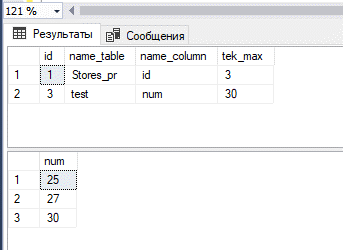 121 %
Результаты Сообщения
id name_table name_column tek_max
1 1 Stores_pr id 3
2 3 test num 30
num
1 25
2 27
3 30